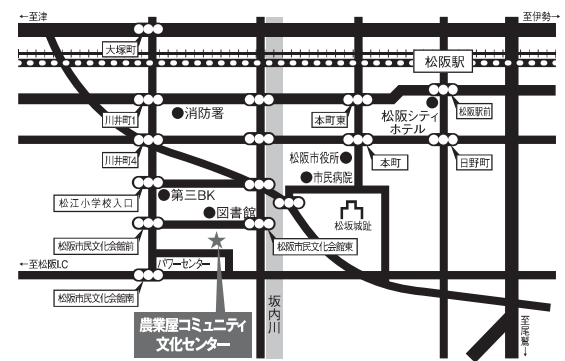 ←至津
至伊勢→
大塚町
松阪駅
川井町1
消防署
本町東
松阪シティ
ホテル
松阪駅前
川井町4
松阪市役所
本町
日野町
市民病院
松江小学校入口
第三BK
図書館
松坂城趾
松阪市民文化会館前
松阪市民文化会館東
←至松阪I.C
パワーセンター
松阪市民文化会館南
坂内川
農業屋コミュニティ
文化センター
至尾鷲↓